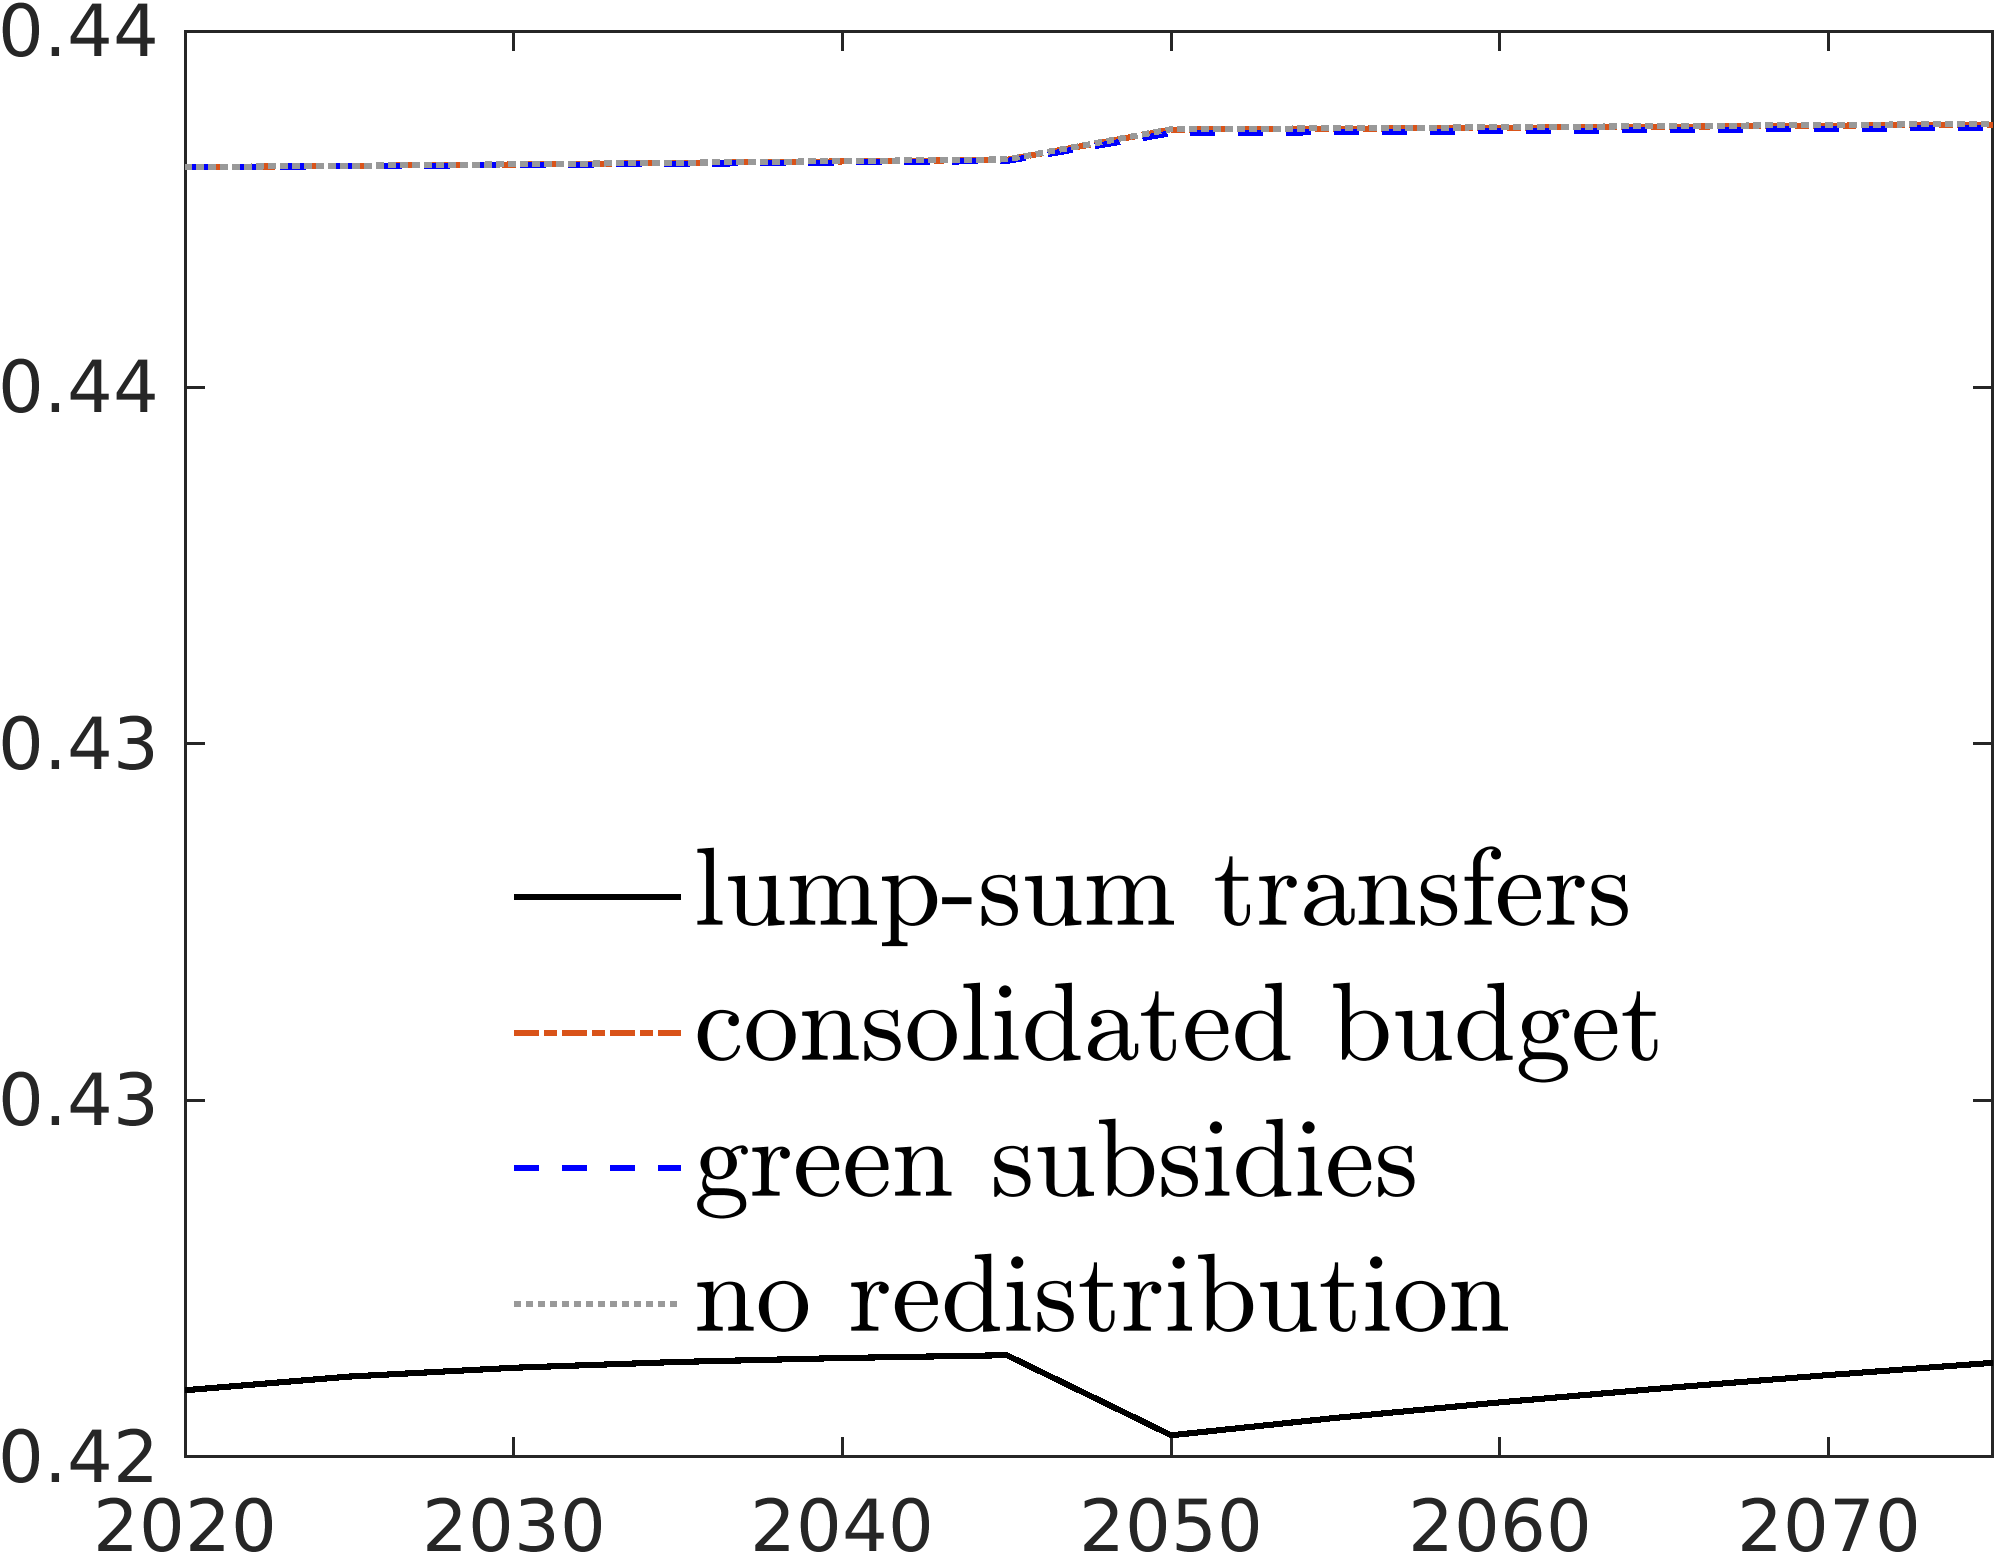 0.44
0.44
0.43
0.43
0.42
lump-sum transfers
consolidated budget
green subsidies
no redistribution
2020 2030 2040 2050 2060 2070